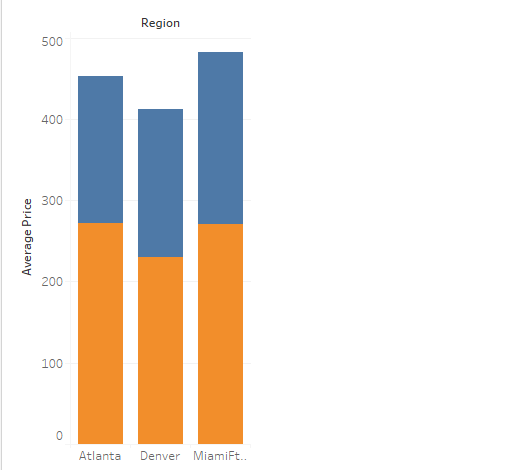 Region
500
400
300
200
100
0
Average Price
Atlanta
Denver
MiamiFt..